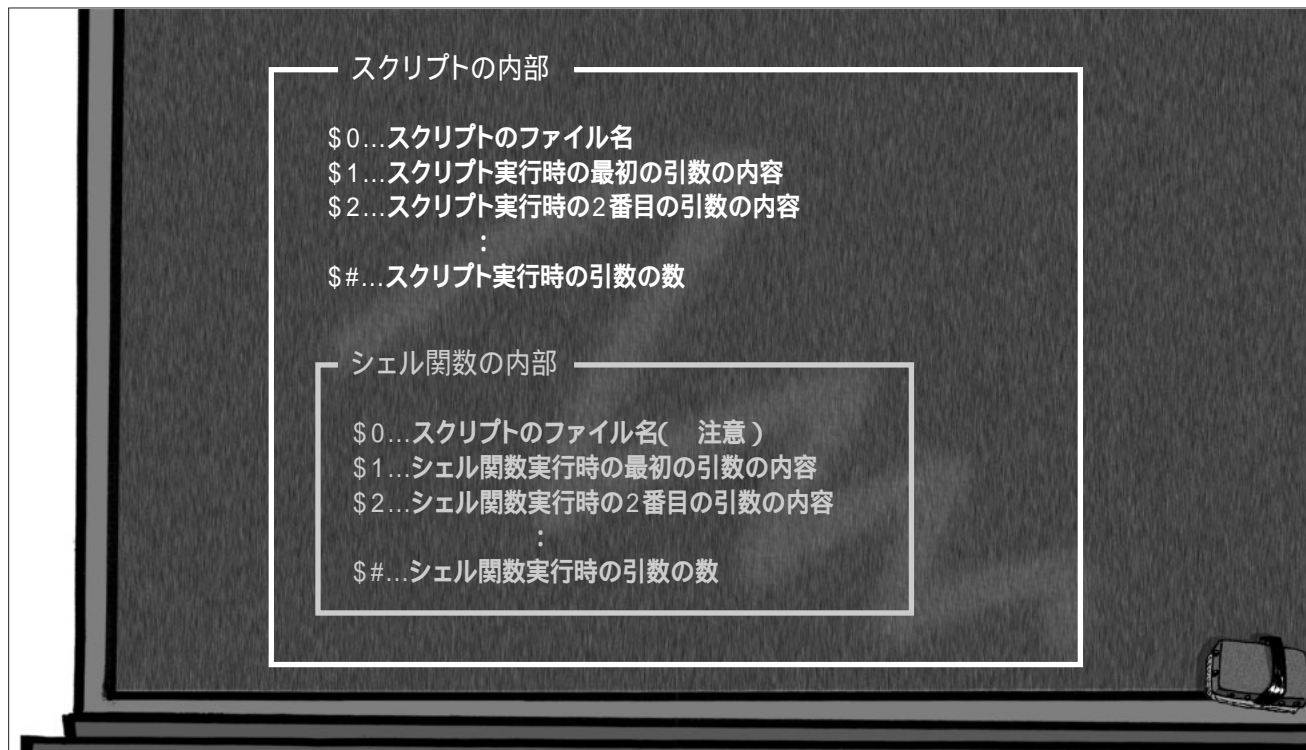 スクリプトの内部
$0...スクリプトのファイル名
$1...スクリプト実行時の最初の引数の内容
$2...スクリプト実行時の2番目の引数の内容
:
$#...スクリプト実行時の引数の数
シェル関数の内部
$0...スクリプトのファイル名( 注意)
$1...シェル関数実行時の最初の引数の内容
$2...シェル関数実行時の2番目の引数の内容
:
$#...シェル関数実行時の引数の数